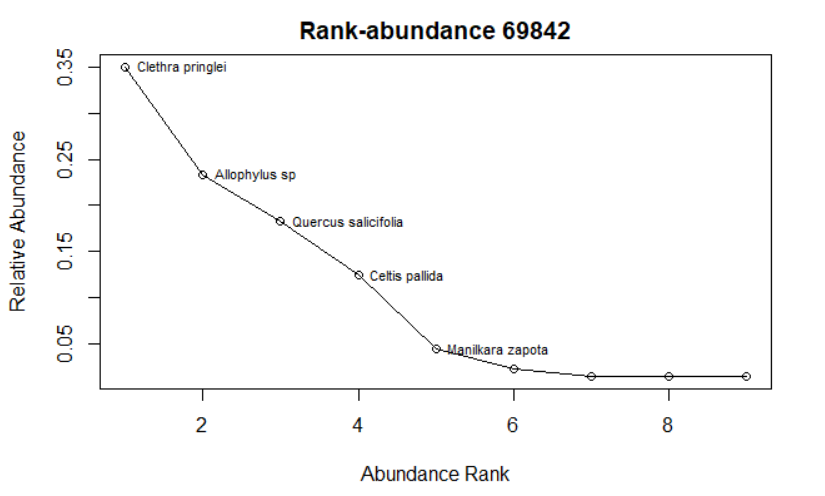 Rank-abundance 69842
Relative Abundance
0.35
0.25
0.15
0.05
Clethra pringlei
Allophylus sp
Quercus salicifolia
Celtis pallida
Manilkara zapota
2
4
6
8
Abundance Rank